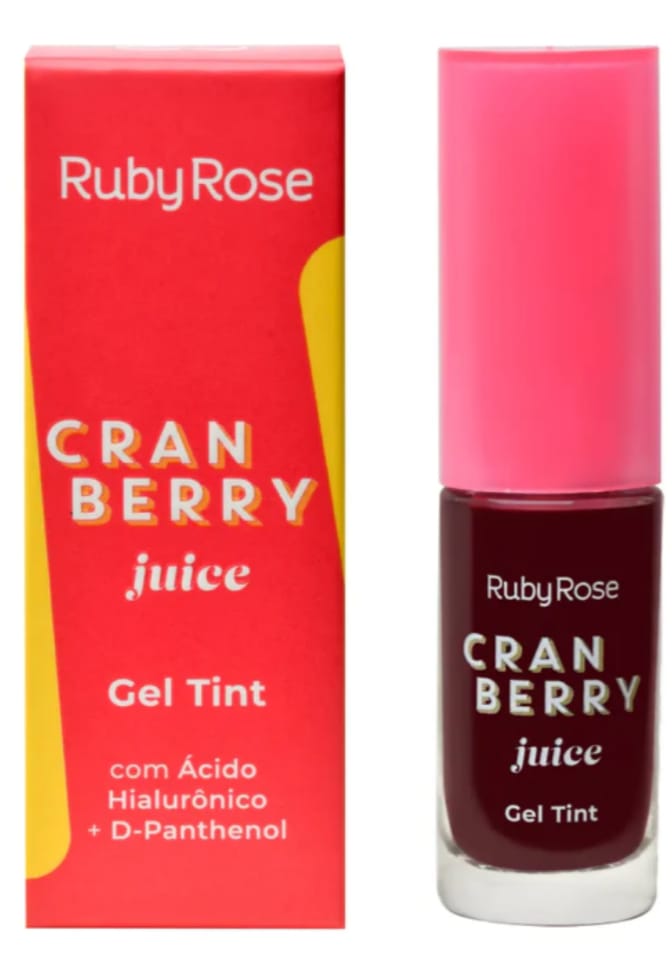 RubyRose
CRAN
BERRY
juice
Gel Tint
com Ácido
Hialurônico
+ D-Panthenol
RubyRose
CRAN
BERRY
juice
Gel Tint